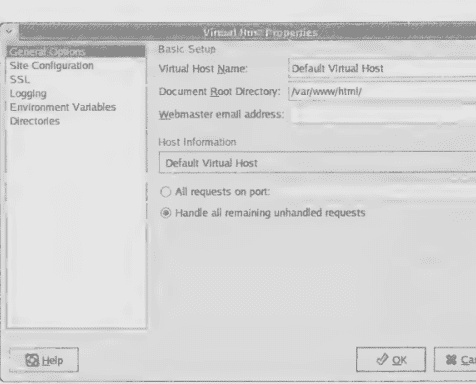 Virtual Host Properties
General Options
Site Configuration
SSL
Logging
Environment Variables
Directories
Basic Setup
Virtual Host Name: Default Virtual Host
Document Root Directory: /var/www/html/
Webmaster email address:
Host Information
Default Virtual Host
All requests on port:
Handle all remaining unhandled requests
Help
OK